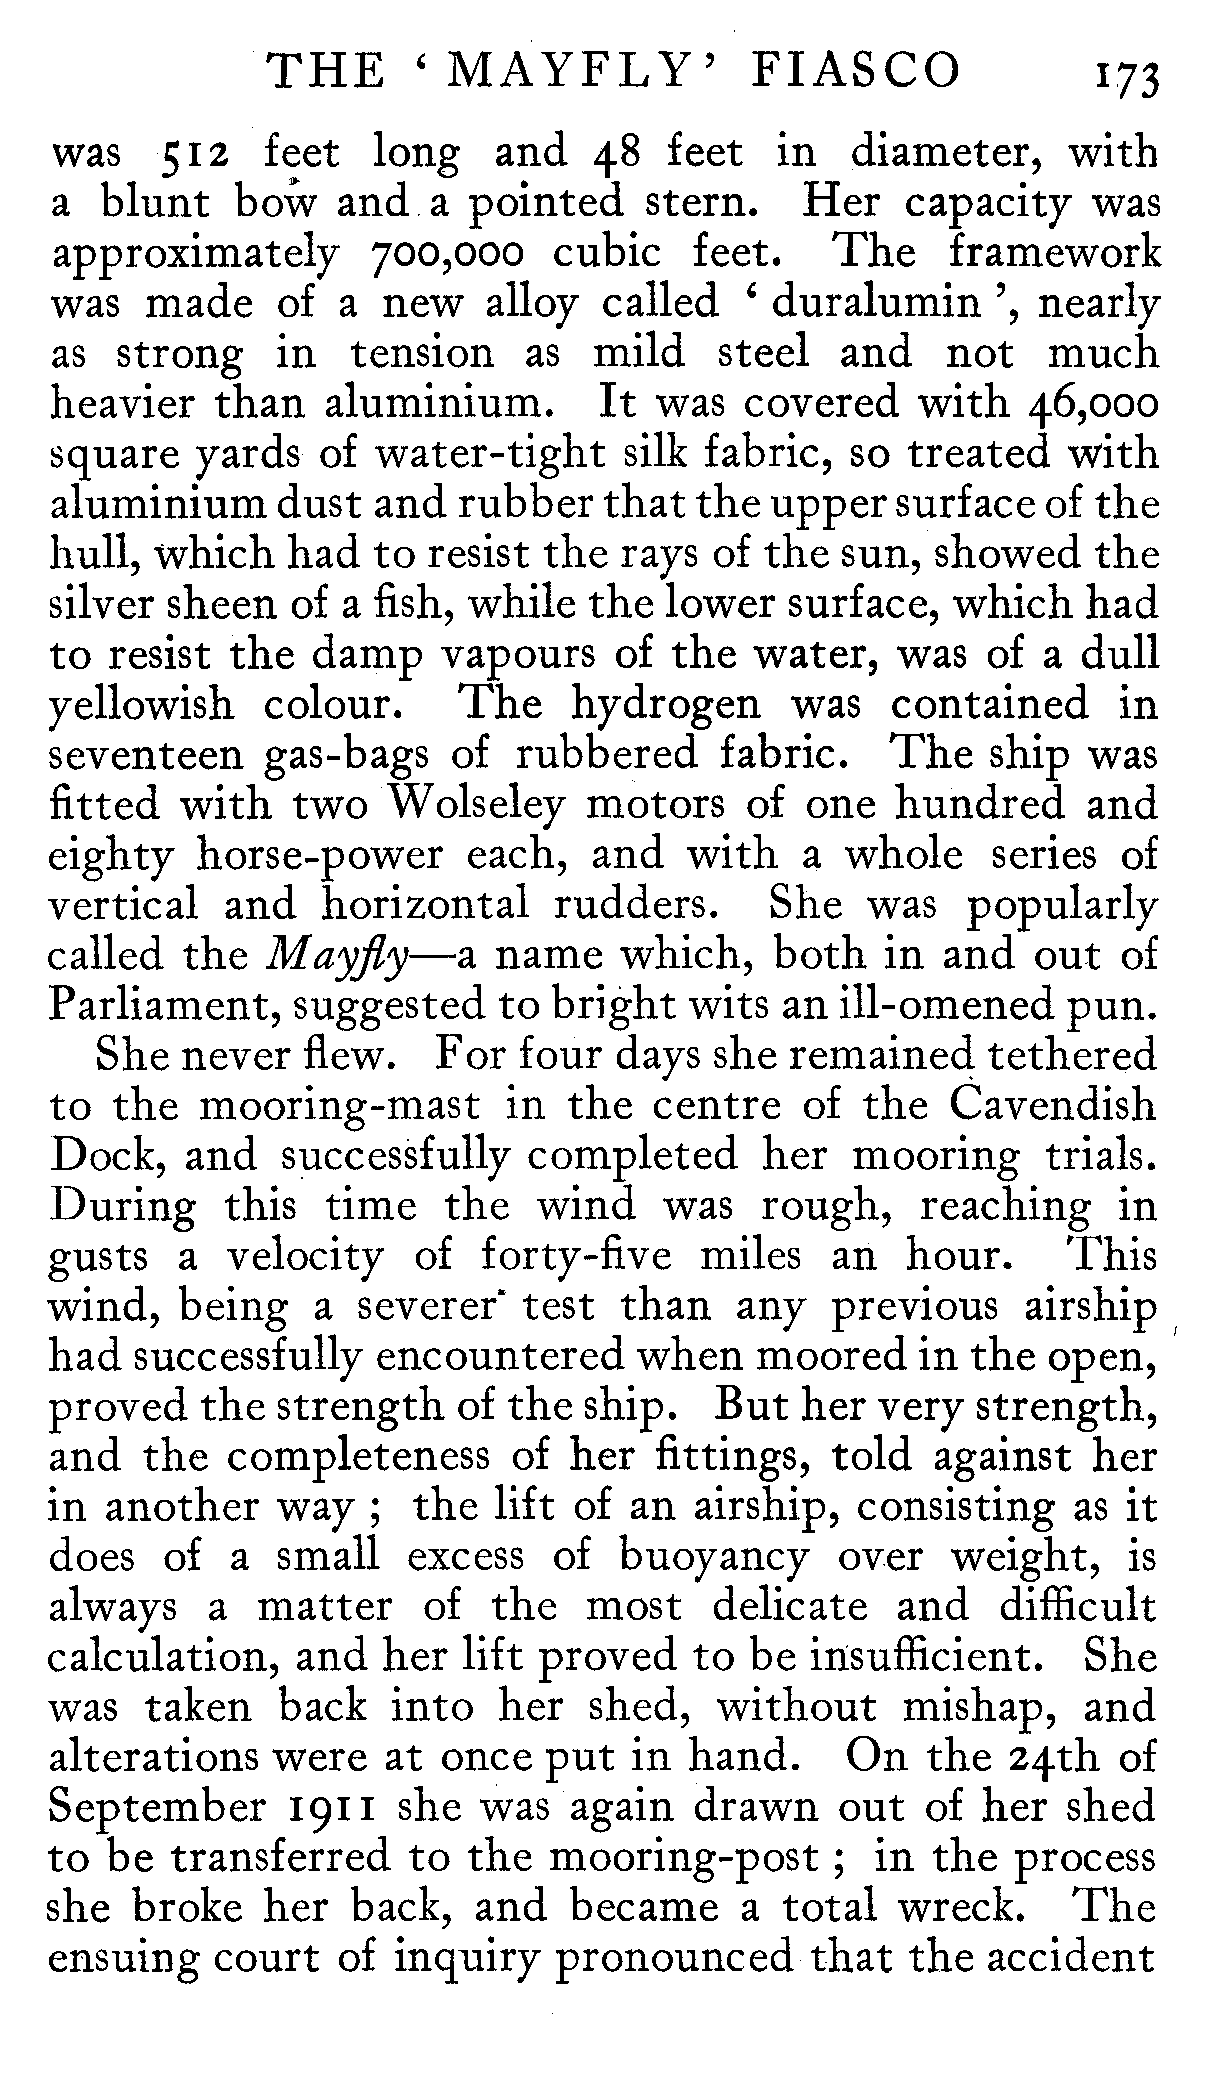 THE ‘ MAYFLY ’ FIASCO 173
was 512 feet long and 48 feet in diameter, with
a blunt bow and a pointed stern. Her capacity was
approximately 700,000 cubic feet. The framework
was made of a new alloy called ‘ duralumin ’, nearly
as strong in tension as mild steel and not much
heavier than aluminium. It was covered with 46,000
square yards of water-tight silk fabric, so treated with
aluminium dust and rubber that the upper surface of the
hull, which had to resist the rays of the sun, showed the
silver sheen of a fish, while the lower surface, which had
to resist the damp vapours of the water, was of a dull
yellowish colour. The hydrogen was contained in
seventeen gas-bags of rubbered fabric. The ship was
fitted with two Wolseley motors of one hundred and
eighty horse-power each, and with a whole series of
vertical and horizontal rudders. She was popularly
called the Mayfly—a name which, both in and out of
Parliament, suggested to bright wits an ill-omened pun.
She never flew. For four days she remained tethered
to the mooring-mast in the centre of the Cavendish
Dock, and successfully completed her mooring trials.
During this time the wind was rough, reaching in
gusts a velocity of forty-five miles an hour. This
wind, being a severer test than any previous airship
had successfully encountered when moored in the open,
proved the strength of the ship. But her very strength,
and the completeness of her fittings, told against her
in another way ; the lift of an airship, consisting as it
does of a small excess of buoyancy over weight, is
always a matter of the most delicate and difficult
calculation, and her lift proved to be insufficient. She
was taken back into her shed, without mishap, and
alterations were at once put in hand. On the 24th of
September 1911 she was again drawn out of her shed
to be transferred to the mooring-post ; in the process
she broke her back, and became a total wreck. The
ensuing court of inquiry pronounced that the accident